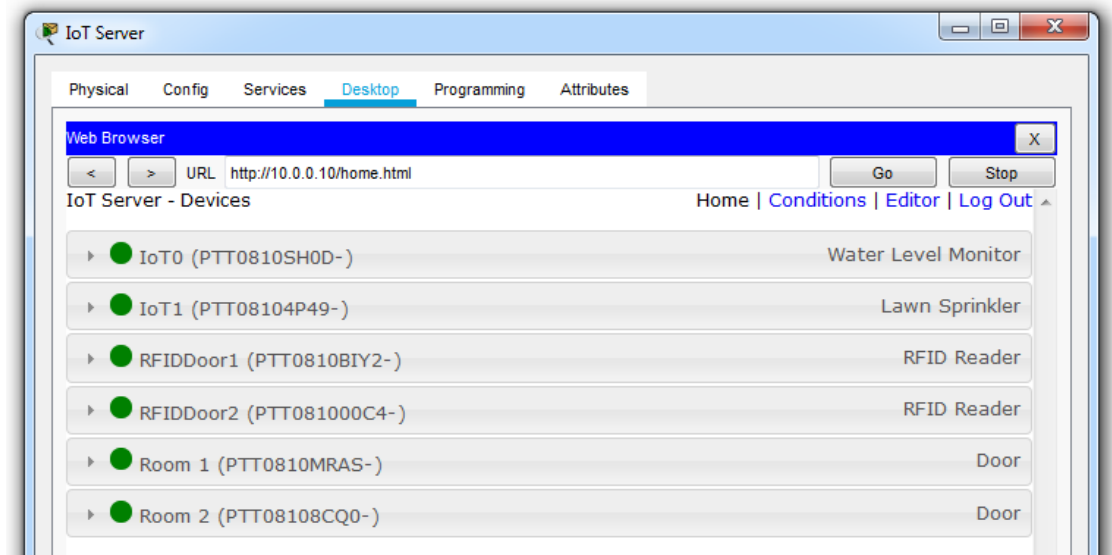 IoT Server
Physical Config Services Desktop Programming Attributes
Web Browser X
< > URL http://10.0.0.10/home.html Go Stop
IoT Server - Devices Home | Conditions | Editor | Log Out
IoT0 (PTT0810SH0D-) Water Level Monitor
IoT1 (PTT08104P49-) Lawn Sprinkler
RFIDDoor1 (PTT0810BIY2-) RFID Reader
RFIDDoor2 (PTT081000C4-) RFID Reader
Room 1 (PTT0810MRAS-) Door
Room 2 (PTT08108CQ0-) Door